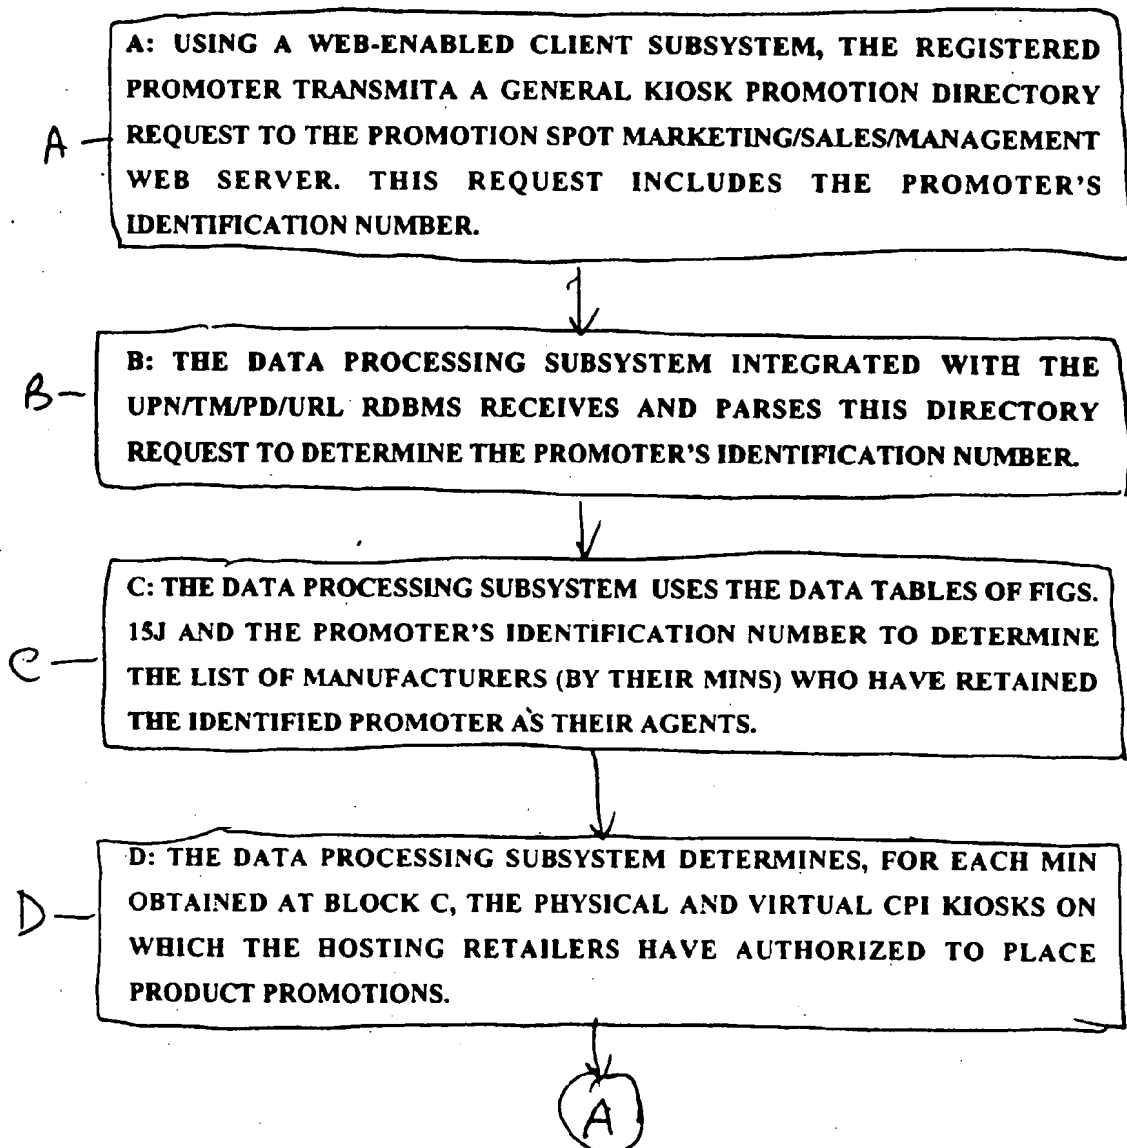 A: USING A WEB-ENABLED CLIENT SUBSYSTEM, THE REGISTERED
PROMOTER TRANSMITA A GENERAL KIOSK PROMOTION DIRECTORY
REQUEST TO THE PROMOTION SPOT MARKETING/SALES/MANAGEMENT
WEB SERVER. THIS REQUEST INCLUDES THE PROMOTER'S
IDENTIFICATION NUMBER.
A
B: THE DATA PROCESSING SUBSYSTEM INTEGRATED WITH THE
UPN/TM/PD/URL RDBMS RECEIVES AND PARSES THIS DIRECTORY
REQUEST TO DETERMINE THE PROMOTER'S IDENTIFICATION NUMBER.
B
C: THE DATA PROCESSING SUBSYSTEM USES THE DATA TABLES OF FIGS.
15J AND THE PROMOTER'S IDENTIFICATION NUMBER TO DETERMINE
THE LIST OF MANUFACTURERS (BY THEIR MINS) WHO HAVE RETAINED
THE IDENTIFIED PROMOTER AS THEIR AGENTS.
C
D: THE DATA PROCESSING SUBSYSTEM DETERMINES, FOR EACH MIN
OBTAINED AT BLOCK C, THE PHYSICAL AND VIRTUAL CPI KIOSKS ON
WHICH THE HOSTING RETAILERS HAVE AUTHORIZED TO PLACE
PRODUCT PROMOTIONS.
D
A